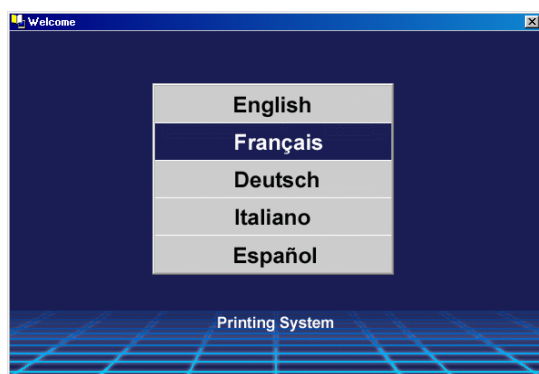 Welcome
English
Français
Deutsch
Italiano
Español
Printing System